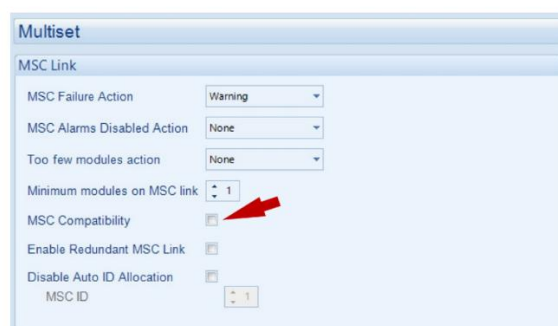 Multiset
MSC Link
MSC Failure Action Warning
MSC Alarms Disabled Action None
Too few modules action None
Minimum modules on MSC link 1
MSC Compatibility
Enable Redundant MSC Link
Disable Auto ID Allocation
MSC ID 1